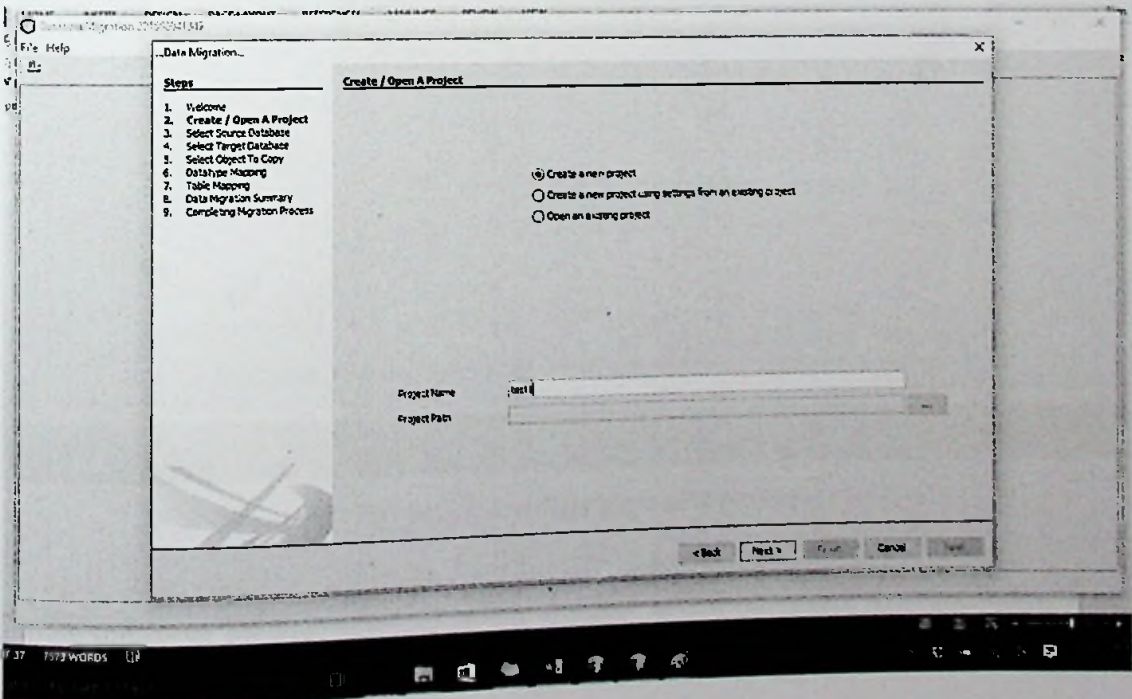 File Help
...Data Migration...
Steps
1. Welcome
2. Create / Open A Project
3. Select Source Database
4. Select Target Database
5. Select Object To Copy
6. Datatype Mapping
7. Table Mapping
8. Data Migration Summary
9. Completing Migration Process
Create / Open A Project
Create a new project
Create a new project using settings from an existing project
Open an existing project
Project Name
Project Path
...
< Back Next > Cancel
7573 WORDS